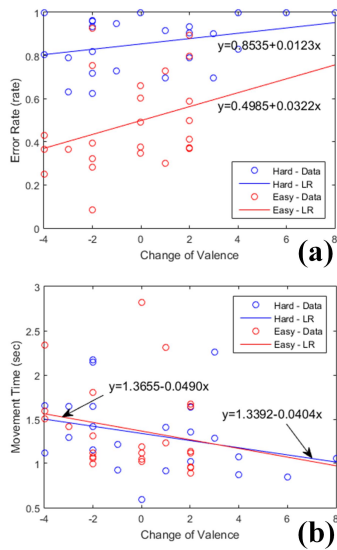 1
0.8
0.6
0.4
0.2
0
Error Rate (rate)
y=0.8535+0.0123x
y=0.4985+0.0322x
Hard - Data
Hard - LR
Easy - Data
Easy - LR
-4 -2 0 2 4 6 8
Change of Valence
(a)
3
2.5
2
1.5
1
0.5
Movement Time (sec)
Hard - Data
Hard - LR
Easy - Data
Easy - LR
y=1.3655-0.0490x
y=1.3392-0.0404x
-4 -2 0 2 4 6 8
Change of Valence
(b)